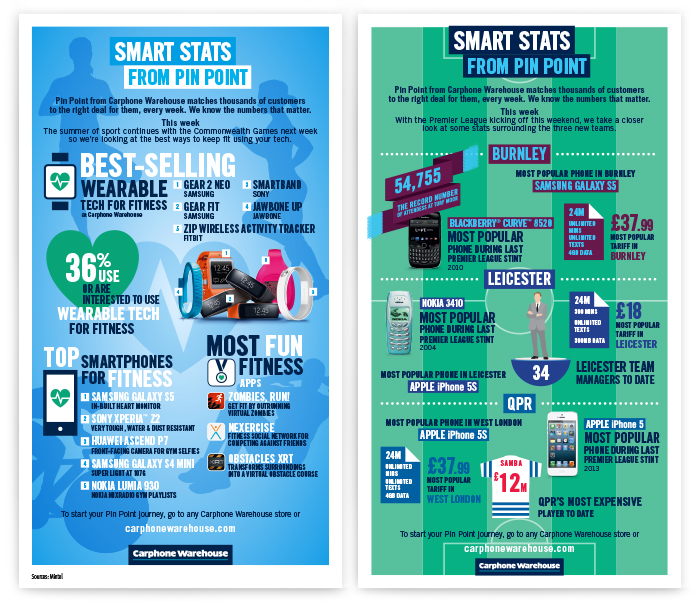 SMART STATS
FROM PIN POINT
Pin Point from Carphone Warehouse matches thousands of customers
to the right deal for them, every week. We know the numbers that matter.
This week
The summer of sport continues with the Commonwealth Games next week
so we're looking at the best ways to keep fit using your tech.
BEST-SELLING
WEARABLE
TECH FOR FITNESS
at Carphone Warehouse
1 GEAR 2 NEO
SAMSUNG
2 GEAR FIT
SAMSUNG
3 SMARTBAND
SONY
4 JAWBONE UP
JAWBONE
5 ZIP WIRELESS ACTIVITY TRACKER
FITBIT
36%
USE
OR ARE
INTERESTED TO USE
WEARABLE TECH
FOR FITNESS
TOP SMARTPHONES
FOR FITNESS
1 SAMSUNG GALAXY S5
IN-BUILT HEART MONITOR
2 SONY XPERIA™ Z2
VERY TOUGH, WATER & DUST RESISTANT
3 HUAWEI ASCEND P7
FRONT-FACING CAMERA FOR GYM SELFIES
4 SAMSUNG GALAXY S4 MINI
SUPER LIGHT AT 107G
5 NOKIA LUMIA 930
NOKIA MIXRADIO GYM PLAYLISTS
MOST FUN
FITNESS
APPS
ZOMBIES, RUN!
GET FIT BY OUTRUNNING
VIRTUAL ZOMBIES
NEXERCISE
FITNESS SOCIAL NETWORK FOR
COMPETING AGAINST FRIENDS
OBSTACLES XRT
TRANSFORMS SURROUNDINGS
INTO A VIRTUAL OBSTACLE COURSE
To start your Pin Point journey, go to any Carphone Warehouse store or
carphonewarehouse.com
Carphone Warehouse
Sources: Mintel
SMART STATS
FROM PIN POINT
Pin Point from Carphone Warehouse matches thousands of customers
to the right deal for them, every week. We know the numbers that matter.
This week
With the Premier League kicking off this weekend, we take a closer
look at some stats surrounding the three new teams.
BURNLEY
54,755
THE RECORD NUMBER
OF ATTENDEES AT TURF MOOR
MOST POPULAR PHONE IN BURNLEY
SAMSUNG GALAXY S5
BLACKBERRY® CURVE™ 8520
MOST POPULAR
PHONE DURING LAST
PREMIER LEAGUE STINT
2010
24M
UNLIMITED
MINS
UNLIMITED
TEXTS
4GB DATA
£37.99
MOST POPULAR
TARIFF IN
BURNLEY
LEICESTER
NOKIA 3410
MOST POPULAR
PHONE DURING LAST
PREMIER LEAGUE STINT
2004
24M
300 MINS
UNLIMITED
TEXTS
300MB DATA
£18
MOST POPULAR
TARIFF IN
LEICESTER
MOST POPULAR PHONE IN LEICESTER
APPLE iPHONE 5S
34
LEICESTER TEAM
MANAGERS TO DATE
QPR
MOST POPULAR PHONE IN WEST LONDON
APPLE iPHONE 5S
APPLE iPHONE 5
MOST POPULAR
PHONE DURING LAST
PREMIER LEAGUE STINT
2013
24M
UNLIMITED
MINS
UNLIMITED
TEXTS
4GB DATA
£37.99
MOST POPULAR
TARIFF IN
WEST LONDON
SAMBA
£12M
QPR'S MOST EXPENSIVE
PLAYER TO DATE
To start your Pin Point journey, go to any Carphone Warehouse store or
carphonewarehouse.com
Carphone Warehouse